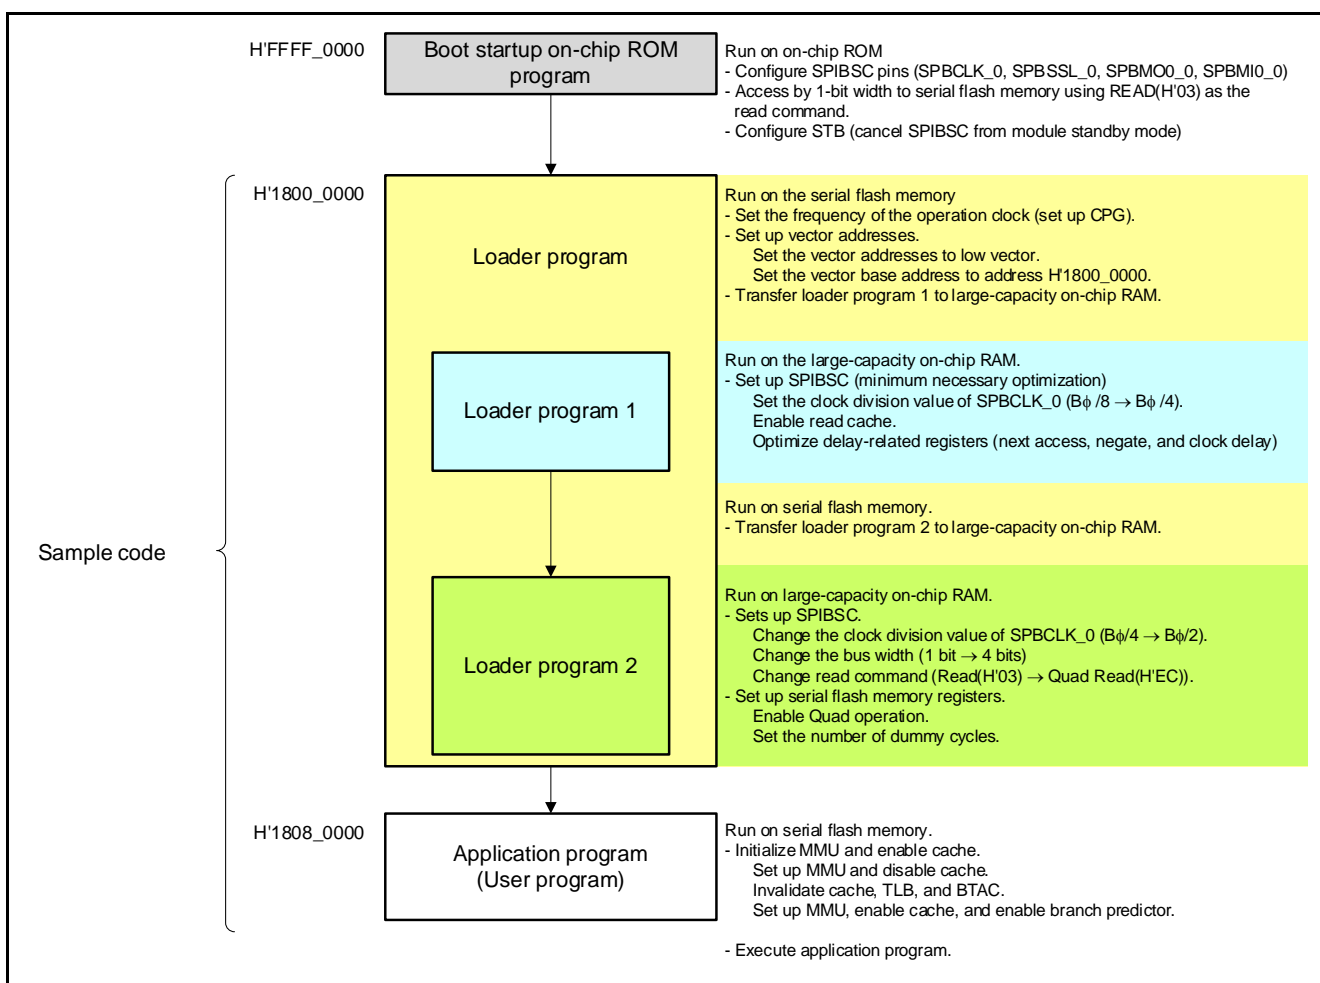 H'FFFF_0000
Boot startup on-chip ROM
program
Run on on-chip ROM
- Configure SPIBSC pins (SPBCLK_0, SPBSSL_0, SPBMO0_0, SPBMI0_0)
- Access by 1-bit width to serial flash memory using READ(H'03) as the
read command.
- Configure STB (cancel SPIBSC from module standby mode)
H'1800_0000
Loader program
Run on the serial flash memory
- Set the frequency of the operation clock (set up CPG).
- Set up vector addresses.
Set the vector addresses to low vector.
Set the vector base address to address H'1800_0000.
- Transfer loader program 1 to large-capacity on-chip RAM.
Loader program 1
Run on the large-capacity on-chip RAM.
- Set up SPIBSC (minimum necessary optimization)
Set the clock division value of SPBCLK_0 (Bϕ /8 → Bϕ /4).
Enable read cache.
Optimize delay-related registers (next access, negate, and clock delay)
Run on serial flash memory.
- Transfer loader program 2 to large-capacity on-chip RAM.
Sample code
Loader program 2
Run on large-capacity on-chip RAM.
- Sets up SPIBSC.
Change the clock division value of SPBCLK_0 (Bϕ/4 → Bϕ/2).
Change the bus width (1 bit → 4 bits)
Change read command (Read(H'03) → Quad Read(H'EC)).
- Set up serial flash memory registers.
Enable Quad operation.
Set the number of dummy cycles.
H'1808_0000
Application program
(User program)
Run on serial flash memory.
- Initialize MMU and enable cache.
Set up MMU and disable cache.
Invalidate cache, TLB, and BTAC.
Set up MMU, enable cache, and enable branch predictor.
- Execute application program.